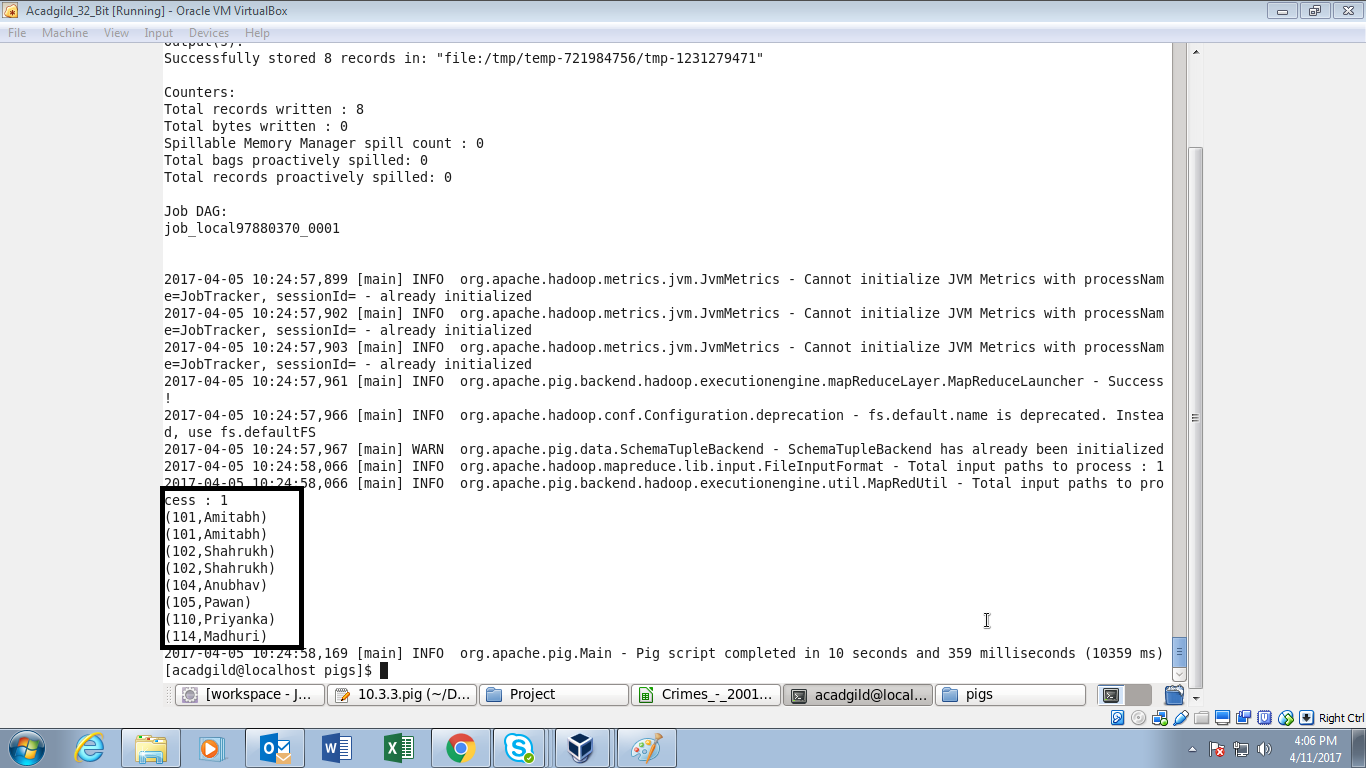 Acadgild_32_Bit [Running] - Oracle VM VirtualBox
File Machine View Input Devices Help
Output(s):
Successfully stored 8 records in: "file:/tmp/temp-721984756/tmp-1231279471"
Counters:
Total records written : 8
Total bytes written : 0
Spillable Memory Manager spill count : 0
Total bags proactively spilled: 0
Total records proactively spilled: 0
Job DAG:
job_local97880370_0001
2017-04-05 10:24:57,899 [main] INFO  org.apache.hadoop.metrics.jvm.JvmMetrics - Cannot initialize JVM Metrics with processNam
e=JobTracker, sessionId= - already initialized
2017-04-05 10:24:57,902 [main] INFO  org.apache.hadoop.metrics.jvm.JvmMetrics - Cannot initialize JVM Metrics with processNam
e=JobTracker, sessionId= - already initialized
2017-04-05 10:24:57,903 [main] INFO  org.apache.hadoop.metrics.jvm.JvmMetrics - Cannot initialize JVM Metrics with processNam
e=JobTracker, sessionId= - already initialized
2017-04-05 10:24:57,961 [main] INFO  org.apache.pig.backend.hadoop.executionengine.mapReduceLayer.MapReduceLauncher - Success
!
2017-04-05 10:24:57,966 [main] INFO  org.apache.hadoop.conf.Configuration.deprecation - fs.default.name is deprecated. Instea
d, use fs.defaultFS
2017-04-05 10:24:57,967 [main] WARN  org.apache.pig.data.SchemaTupleBackend - SchemaTupleBackend has already been initialized
2017-04-05 10:24:58,066 [main] INFO  org.apache.hadoop.mapreduce.lib.input.FileInputFormat - Total input paths to process : 1
2017-04-05 10:24:58,066 [main] INFO  org.apache.pig.backend.hadoop.executionengine.util.MapRedUtil - Total input paths to pro
cess : 1
(101,Amitabh)
(101,Amitabh)
(102,Shahrukh)
(102,Shahrukh)
(104,Anubhav)
(105,Pawan)
(110,Priyanka)
(114,Madhuri)
2017-04-05 10:24:58,169 [main] INFO  org.apache.pig.Main - Pig script completed in 10 seconds and 359 milliseconds (10359 ms)
[acadgild@localhost pigs]$
[workspace - J... 10.3.3.pig (~/D... Project Crimes_-_2001... acadgild@local... pigs
Right Ctrl
4:06 PM
4/11/2017